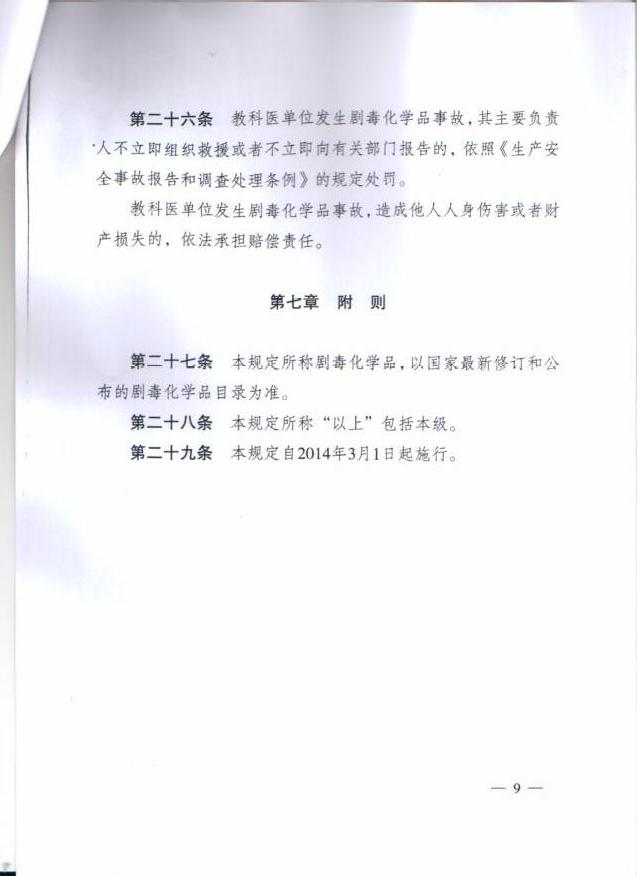 第二十六条 教科医单位发生剧毒化学品事故，其主要负责
人不立即组织救援或者不立即向有关部门报告的，依照《生产安
全事故报告和调查处理条例》的规定处罚。
教科医单位发生剧毒化学品事故，造成他人人身伤害或者财
产损失的，依法承担赔偿责任。
第七章 附 则
第二十七条 本规定所称剧毒化学品，以国家最新修订和公
布的剧毒化学品目录为准。
第二十八条 本规定所称“以上”包括本级。
第二十九条 本规定自2014年3月1日起施行。
— 9 —